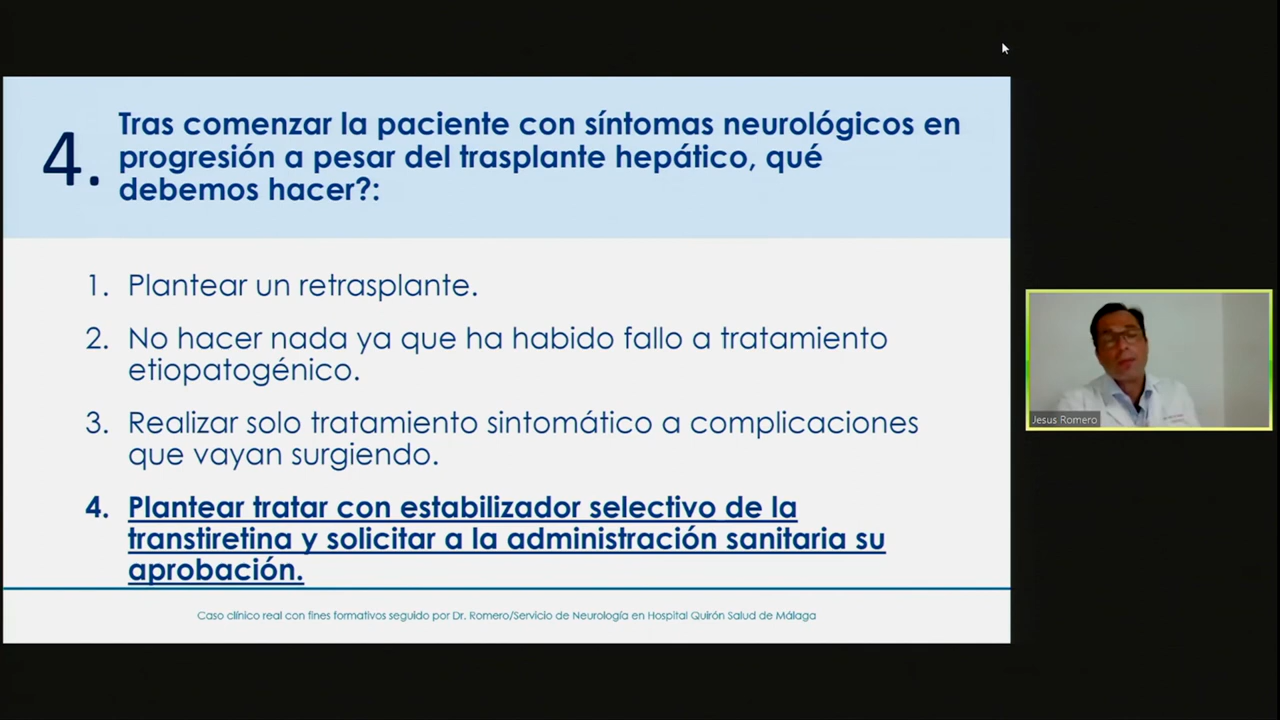 4.
Tras comenzar la paciente con síntomas neurológicos en
progresión a pesar del trasplante hepático, qué
debemos hacer?:
1. Plantear un retrasplante.
2. No hacer nada ya que ha habido fallo a tratamiento
etiopatogénico.
3. Realizar solo tratamiento sintomático a complicaciones
que vayan surgiendo.
4. Plantear tratar con estabilizador selectivo de la
transtiretina y solicitar a la administración sanitaria su
aprobación.
Caso clínico real con fines formativos seguido por Dr. Romero/Servicio de Neurología en Hospital Quirón Salud de Málaga
Jesus Romero